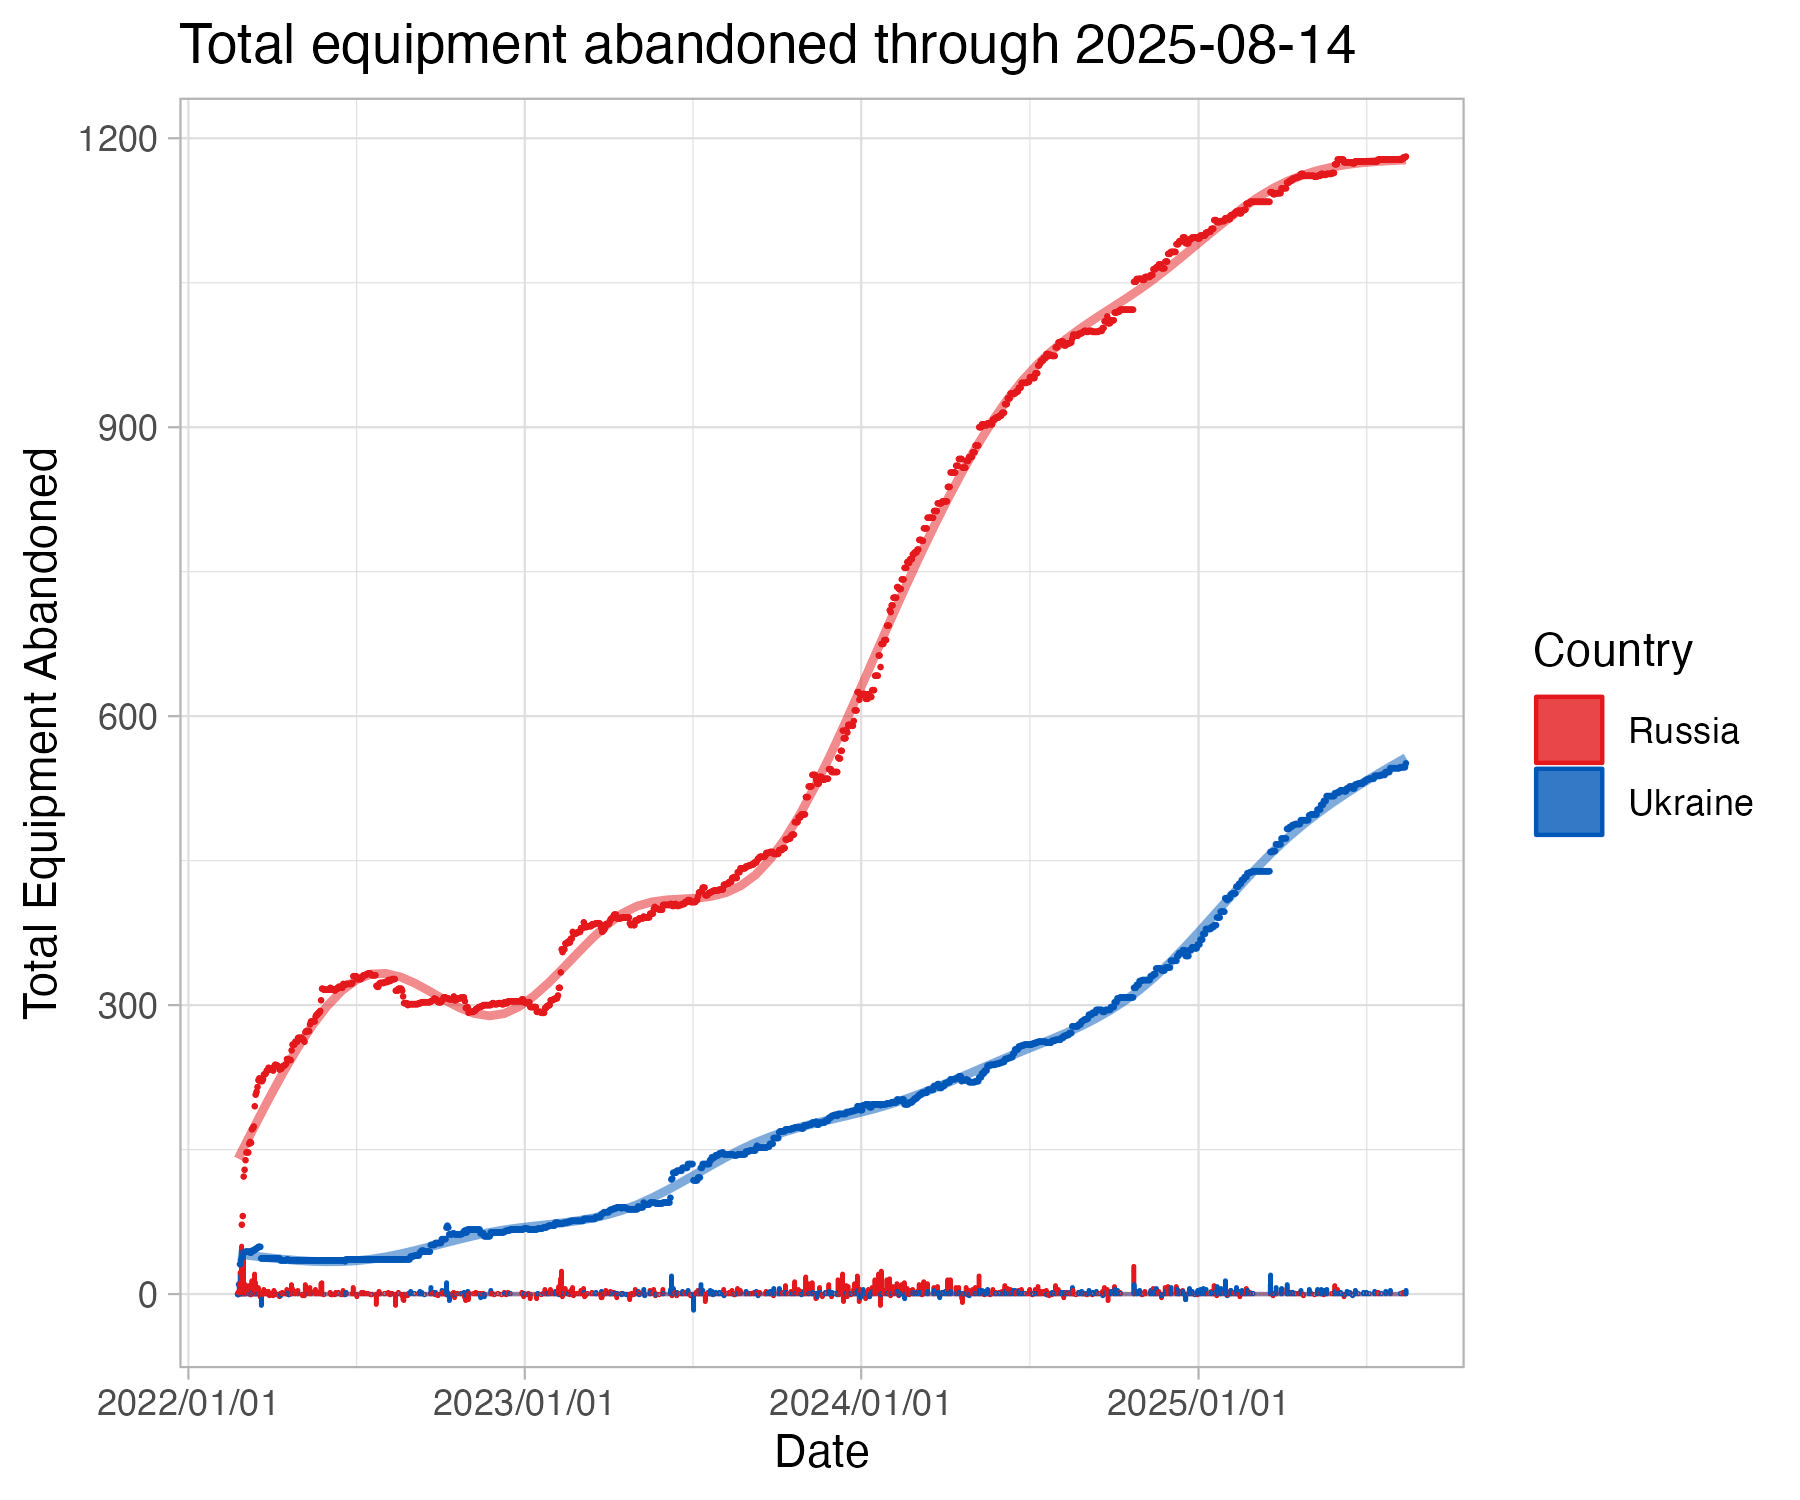 Total equipment abandoned through 2025-08-14
Total Equipment Abandoned
1200
900
600
300
0
2022/01/01
2023/01/01
2024/01/01
2025/01/01
Date
Country
Russia
Ukraine